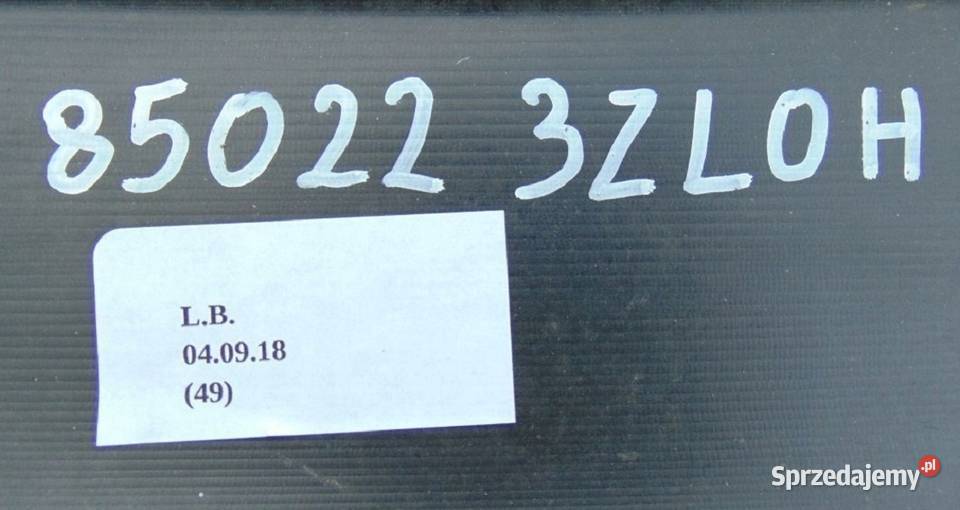 85022 3ZL0H
L.B.
04.09.18
(49)
Sprzedajemy.pl